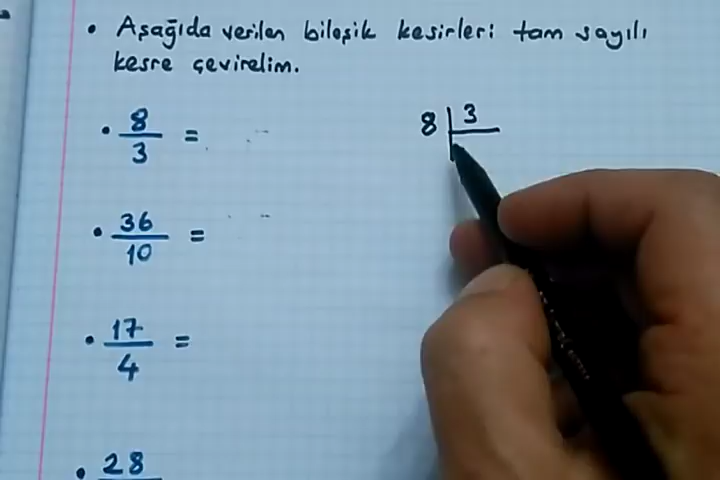 • Aşağıda verilen bileşik kesirleri tam sayılı
kesre çevirelim.
• 8/3 =
8 | 3
• 36/10 =
• 17/4 =
• 28